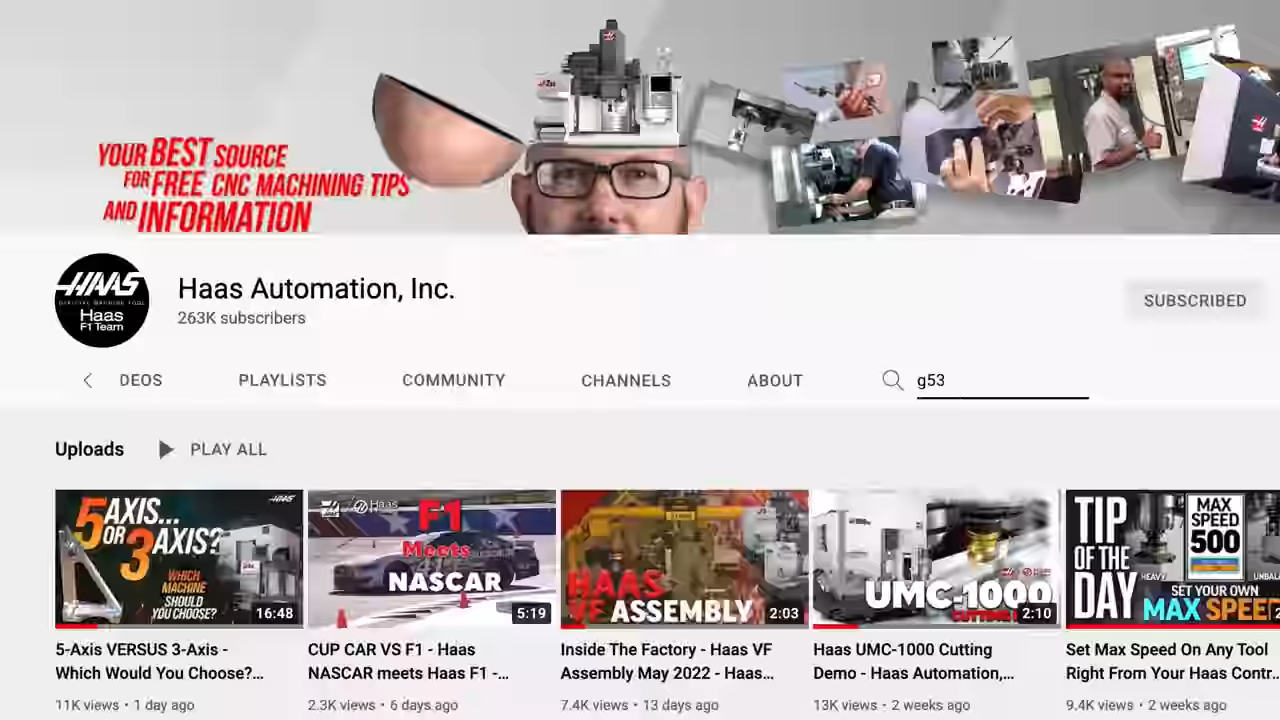 YOUR BEST SOURCE
FOR FREE CNC MACHINING TIPS
AND INFORMATION
HAAS
Haas
F1 Team
Haas Automation, Inc.
263K subscribers
SUBSCRIBED
DEOS
PLAYLISTS
COMMUNITY
CHANNELS
ABOUT
g53
Uploads
PLAY ALL
5 AXIS...
OR 3 AXIS?
WHICH
MACHINE
SHOULD
YOU CHOOSE?
HAAS
16:48
Haas
F1
Meets
NASCAR
5:19
HAAS
VF ASSEMBLY
2:03
UMC-1000
2:10
TIP
OF THE
DAY
MAX
SPEED
500
HEAVY
SET YOUR OWN
MAX SPEED
5-Axis VERSUS 3-Axis -
Which Would You Choose?...
11K views • 1 day ago
CUP CAR VS F1 - Haas
NASCAR meets Haas F1 -...
2.3K views • 6 days ago
Inside The Factory - Haas VF
Assembly May 2022 - Haas...
7.4K views • 13 days ago
Haas UMC-1000 Cutting
Demo - Haas Automation,...
13K views • 2 weeks ago
Set Max Speed On Any Tool
Right From Your Haas Contr...
9.4K views • 2 weeks ago